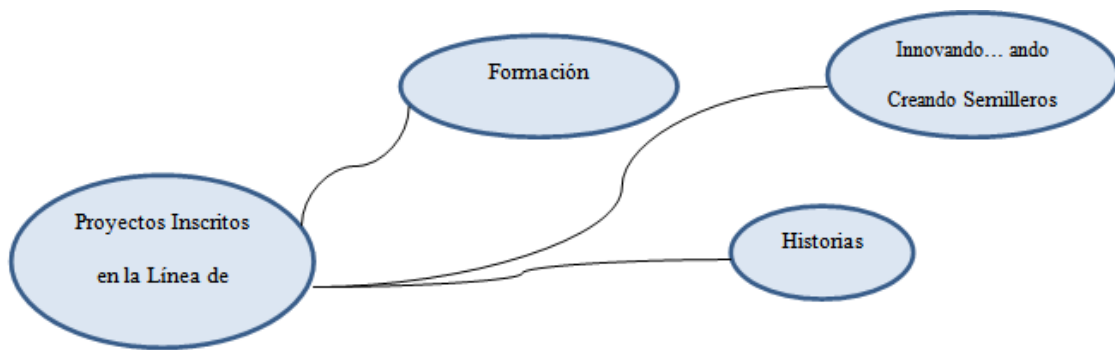 Formación
Innovando... ando
Creando Semilleros
Proyectos Inscritos
en la Línea de
Historias